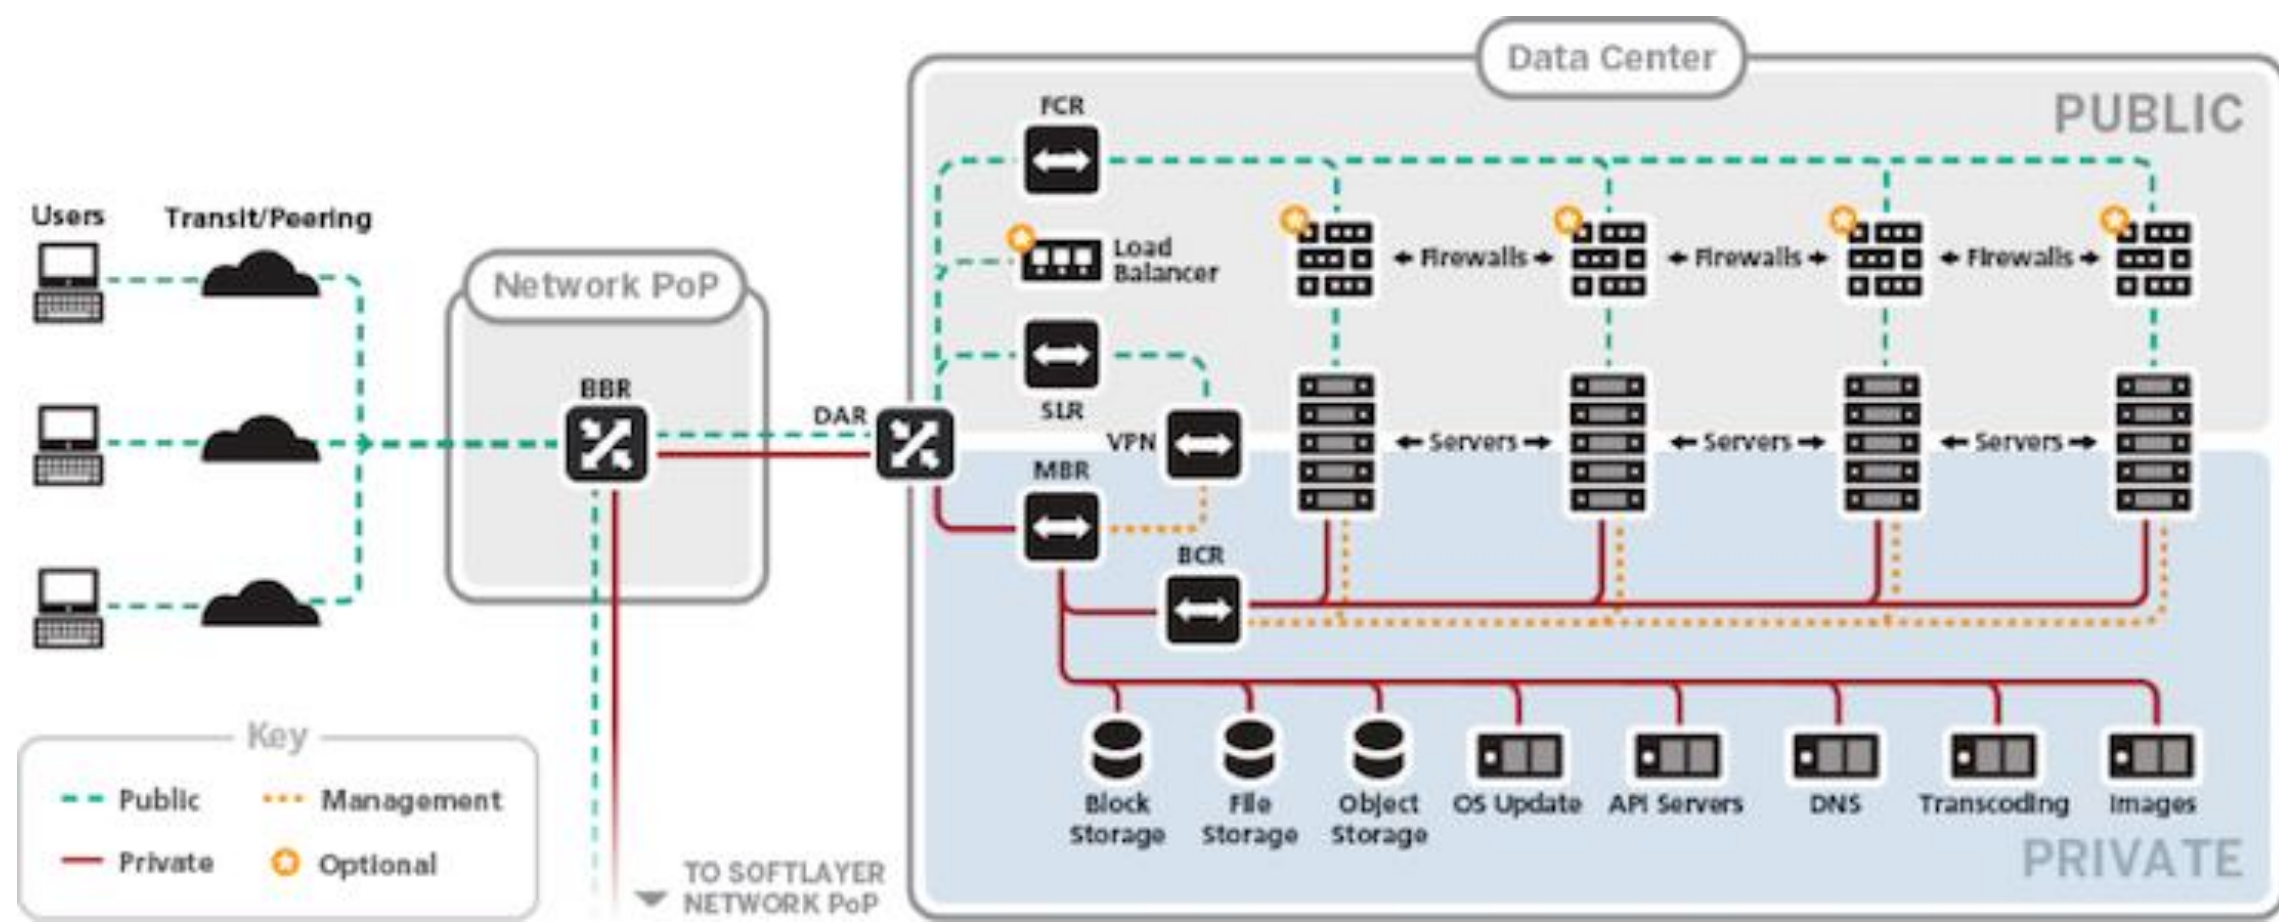 Data Center
PUBLIC
FCR
Users
Transit/Peering
Load
Balancer
Firewalls
Firewalls
Firewalls
Network PoP
BBR
DAR
SLR
VPN
Servers
Servers
Servers
MBR
BCR
Key
Public
Management
Private
Optional
TO SOFTLAYER
NETWORK PoP
Block
Storage
File
Storage
Object
Storage
OS Update
API Servers
DNS
Transcoding
Images
PRIVATE